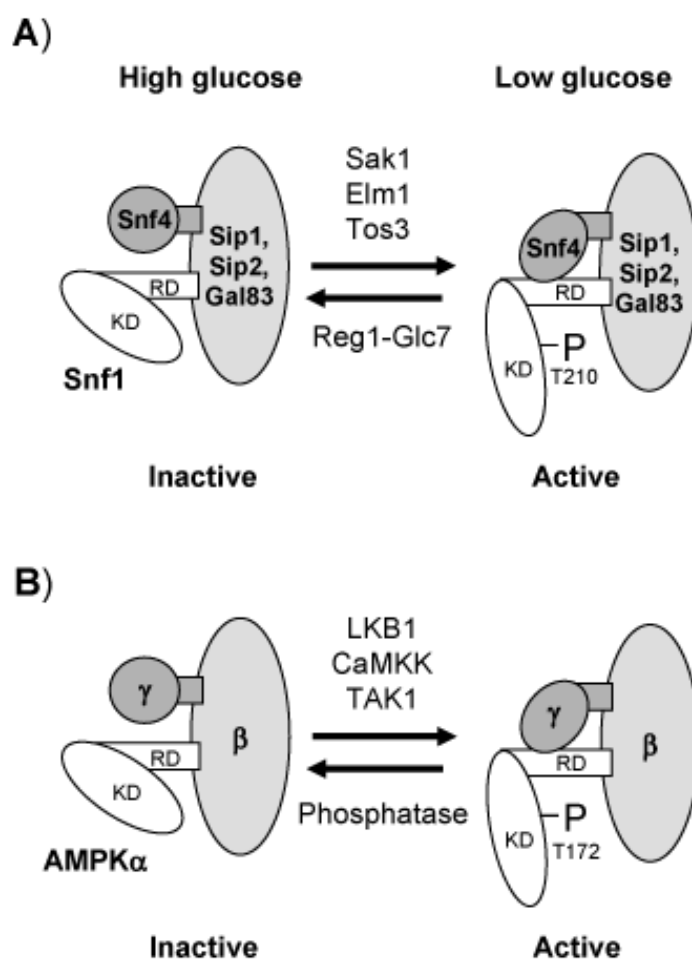 A)
High glucose
Low glucose
Sak1
Elm1
Tos3
Snf4
Sip1,
Sip2,
Gal83
RD
KD
Snf1
Reg1-Glc7
Snf4
Sip1,
Sip2,
Gal83
RD
KD
P
T210
Inactive
Active
B)
LKB1
CaMKK
TAK1
γ
β
RD
KD
AMPKα
Phosphatase
γ
β
RD
KD
P
T172
Inactive
Active